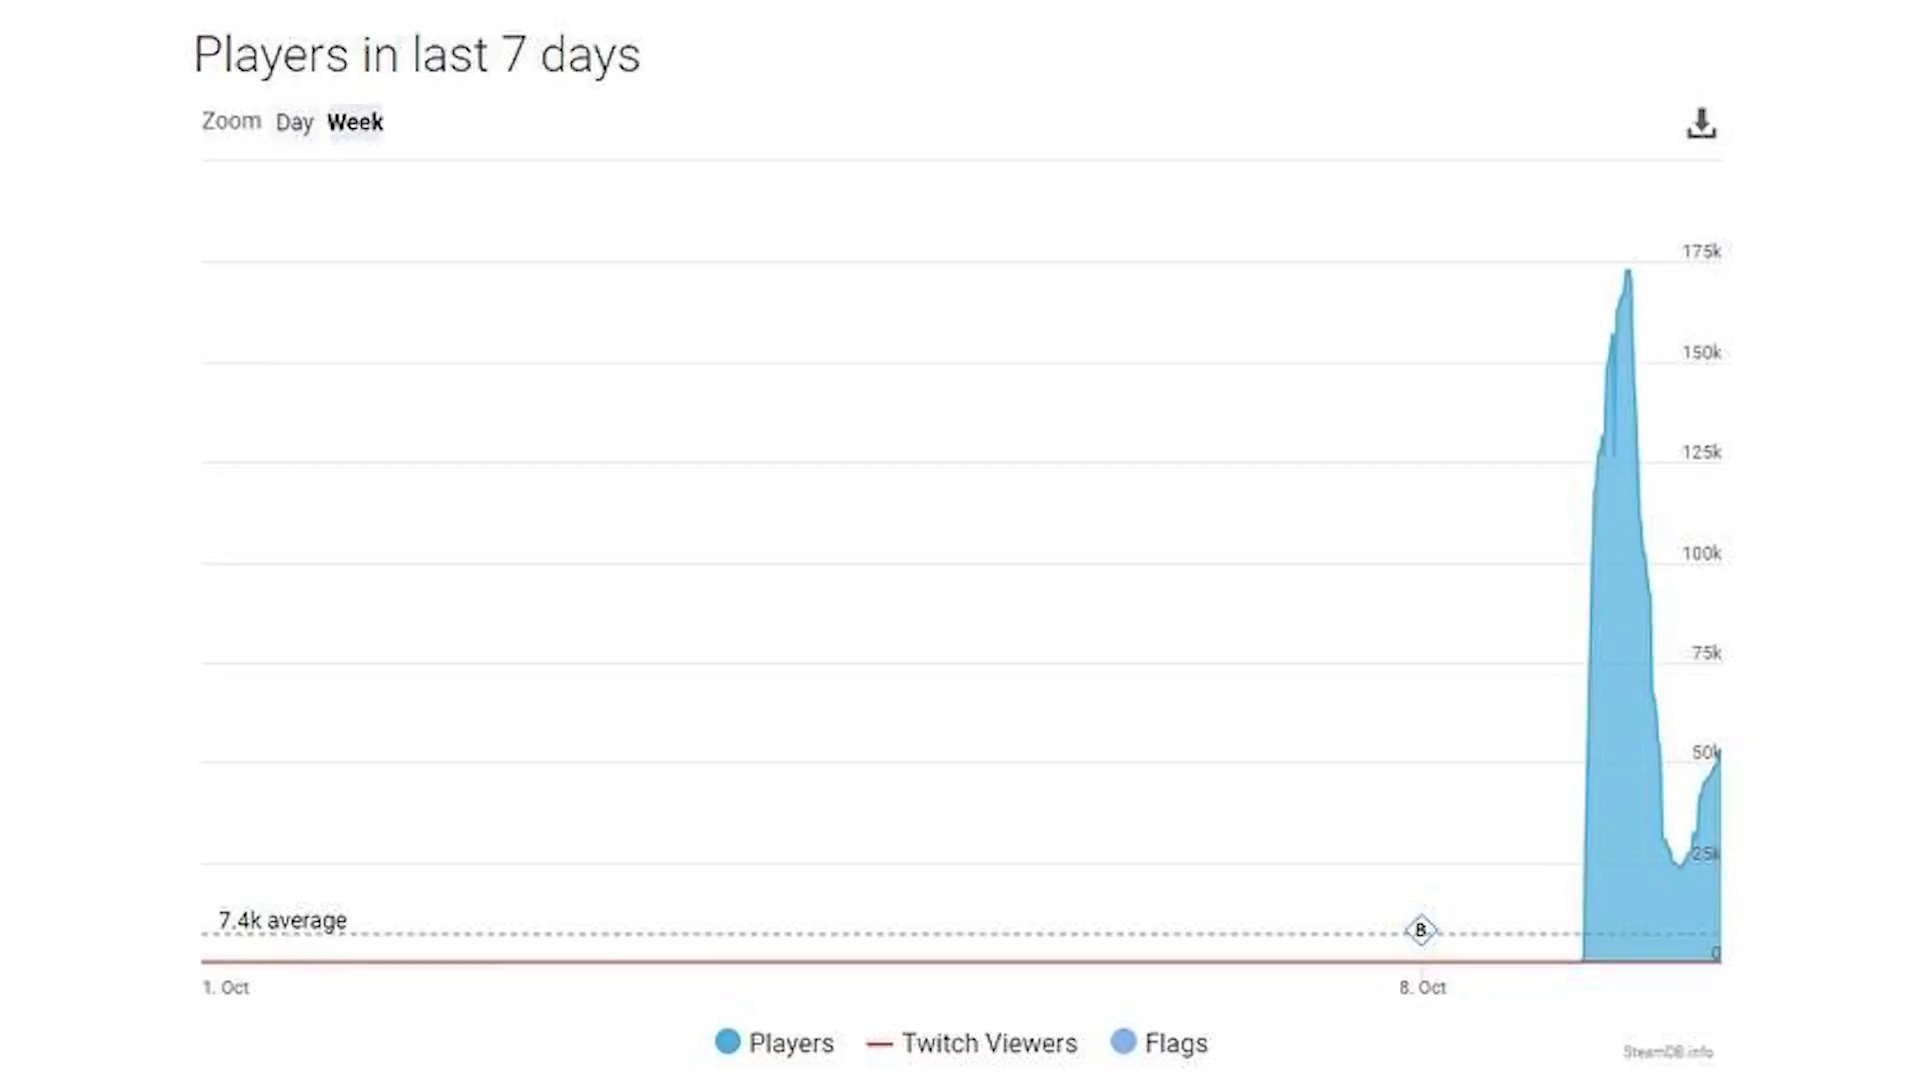 Players in last 7 days
Zoom Day Week
175k
150k
125k
100k
75k
50k
25k
7.4k average
B
0
1. Oct
8. Oct
Players
Twitch Viewers
Flags
SteamDB.info